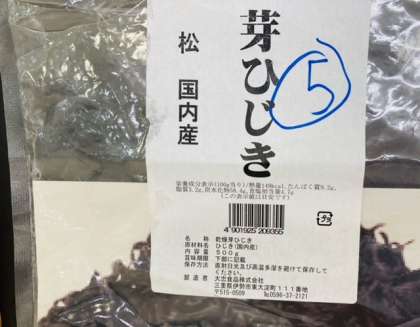 芽ひじき
松 国内産
5
栄養成分表示(100g当り)/熱量149kcal、たんぱく質9.2g、
脂質3.2g、炭水化物58.4g、食塩相当量4.7g
(この表示値は目安です)
4901925209355
名 称 乾燥芽ひじき
原材料名 ひじき(国内産)
内容量 500g
賞味期限 下部に記載
保存方法 直射日光及び高温多湿を避けて保存して
ください。
製造者 大忠食品株式会社
三重県伊勢市東大淀町111番地
〒515-0509 ℡0596-37-2121